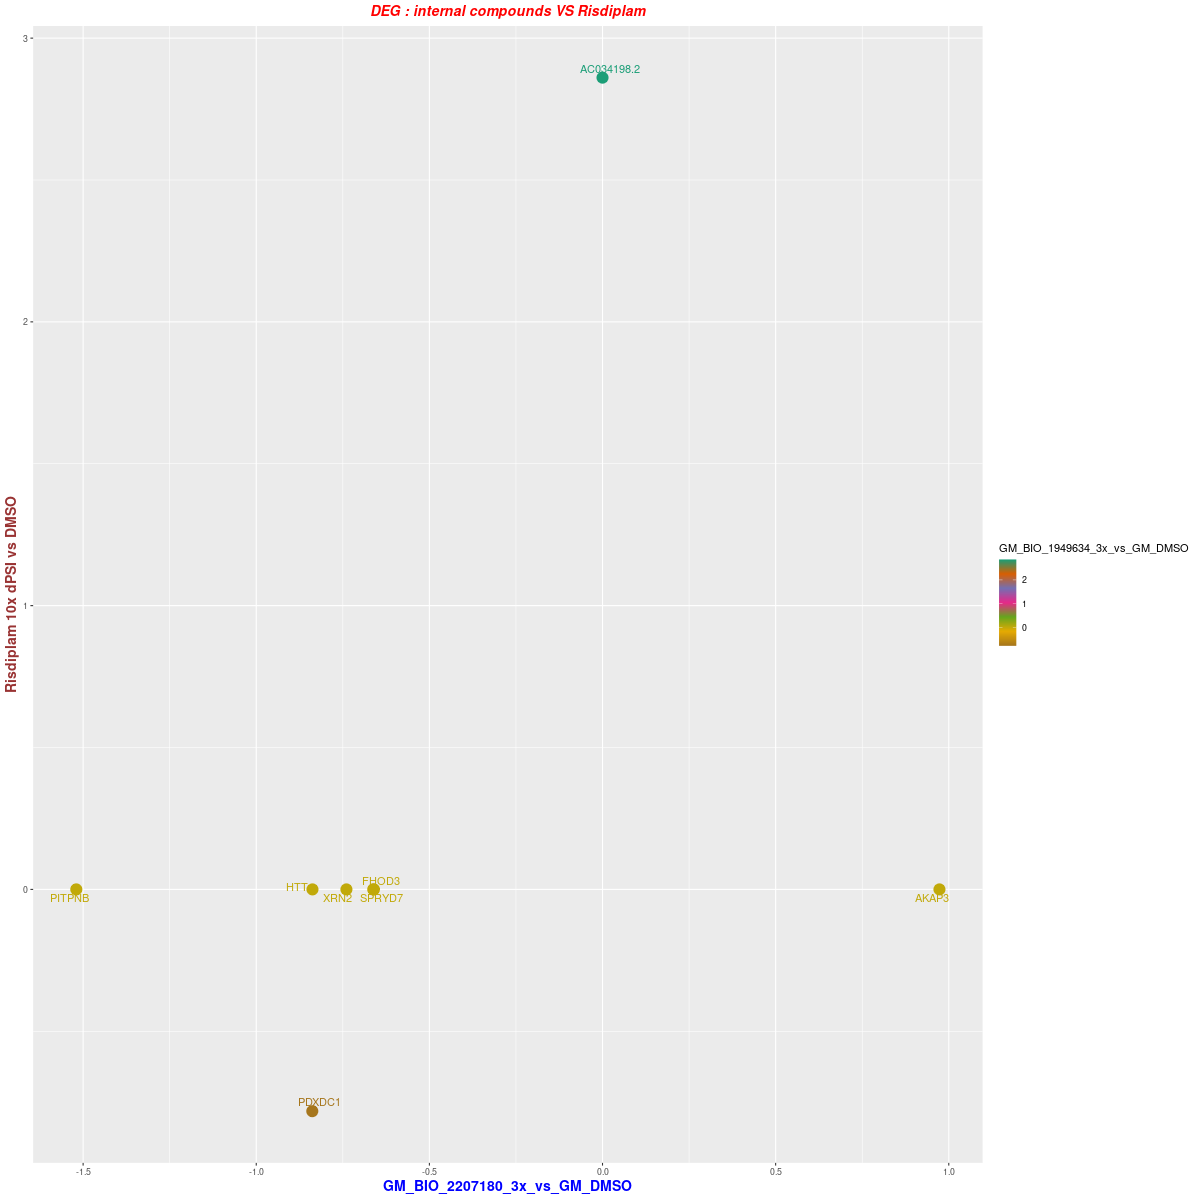 DEG : internal compounds VS Risdiplam
3
AC034198.2
2
Risdiplam 10x dPSI vs DMSO
GM_BIO_1949634_3x_vs_GM_DMSO
2
1
0
1
FHOD3
HTT
0
PITPNB
XRN2
SPRYD7
AKAP3
PDXDC1
-1.5
-1.0
-0.5
0.0
0.5
1.0
GM_BIO_2207180_3x_vs_GM_DMSO